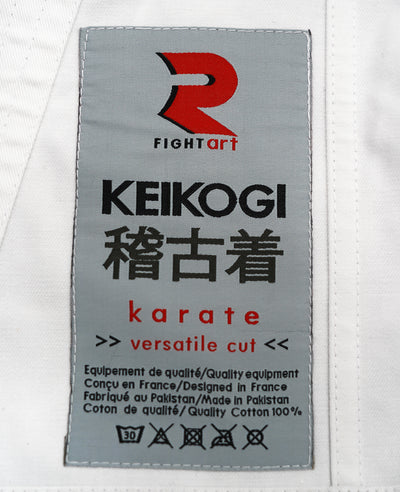 R
FIGHTart
KEIKOGI
稽古着
karate
>> versatile cut <<
Equipement de qualité/Quality equipment
Conçu en France/Designed in France
Fabriqué au Pakistan/Made in Pakistan
Coton de qualité/Quality Cotton 100%
30